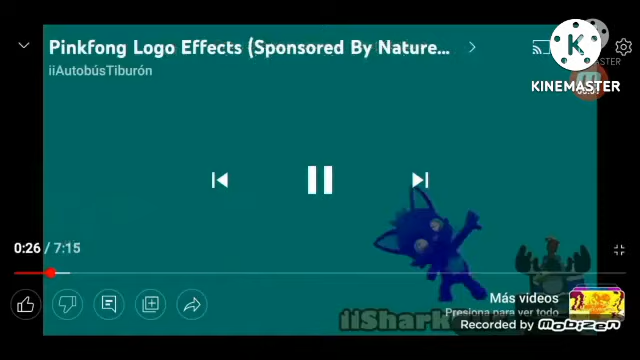 Pinkfong Logo Effects (Sponsored By Nature...
iiAutobúsTiburón
K
KINEMASTER
0:26 / 7:15
Más videos
Presiona para ver todo
Recorded by mobizen
iiShark